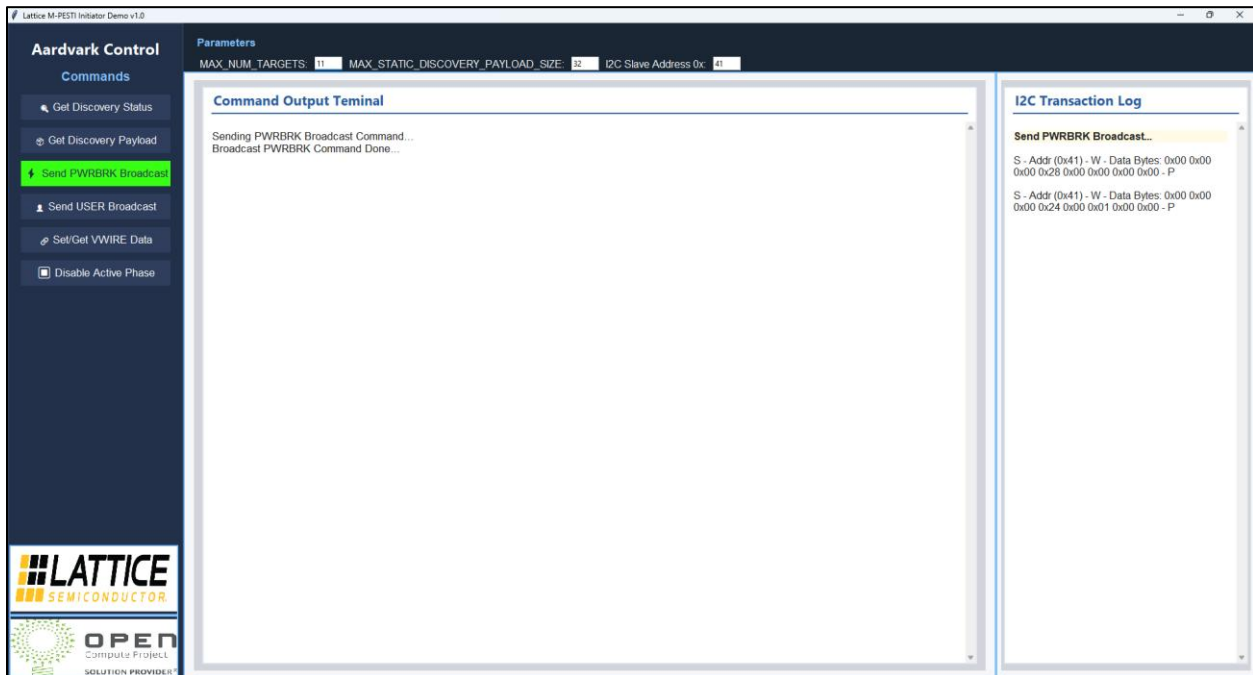 Lattice M-PESTI Initiator Demo v1.0
Aardvark Control
Commands
Get Discovery Status
Get Discovery Payload
Send PWRBRK Broadcast
Send USER Broadcast
Set/Get VWIRE Data
Disable Active Phase
LATTICE
SEMICONDUCTOR.
OPEN
Compute Project
SOLUTION PROVIDER®
Parameters
MAX_NUM_TARGETS: 11 MAX_STATIC_DISCOVERY_PAYLOAD_SIZE: 32 I2C Slave Address 0x: 41
Command Output Teminal
Sending PWRBRK Broadcast Command...
Broadcast PWRBRK Command Done...
I2C Transaction Log
Send PWRBRK Broadcast...
S - Addr (0x41) - W - Data Bytes: 0x00 0x00
0x00 0x28 0x00 0x00 0x00 0x00 - P
S - Addr (0x41) - W - Data Bytes: 0x00 0x00
0x00 0x24 0x00 0x01 0x00 0x00 - P